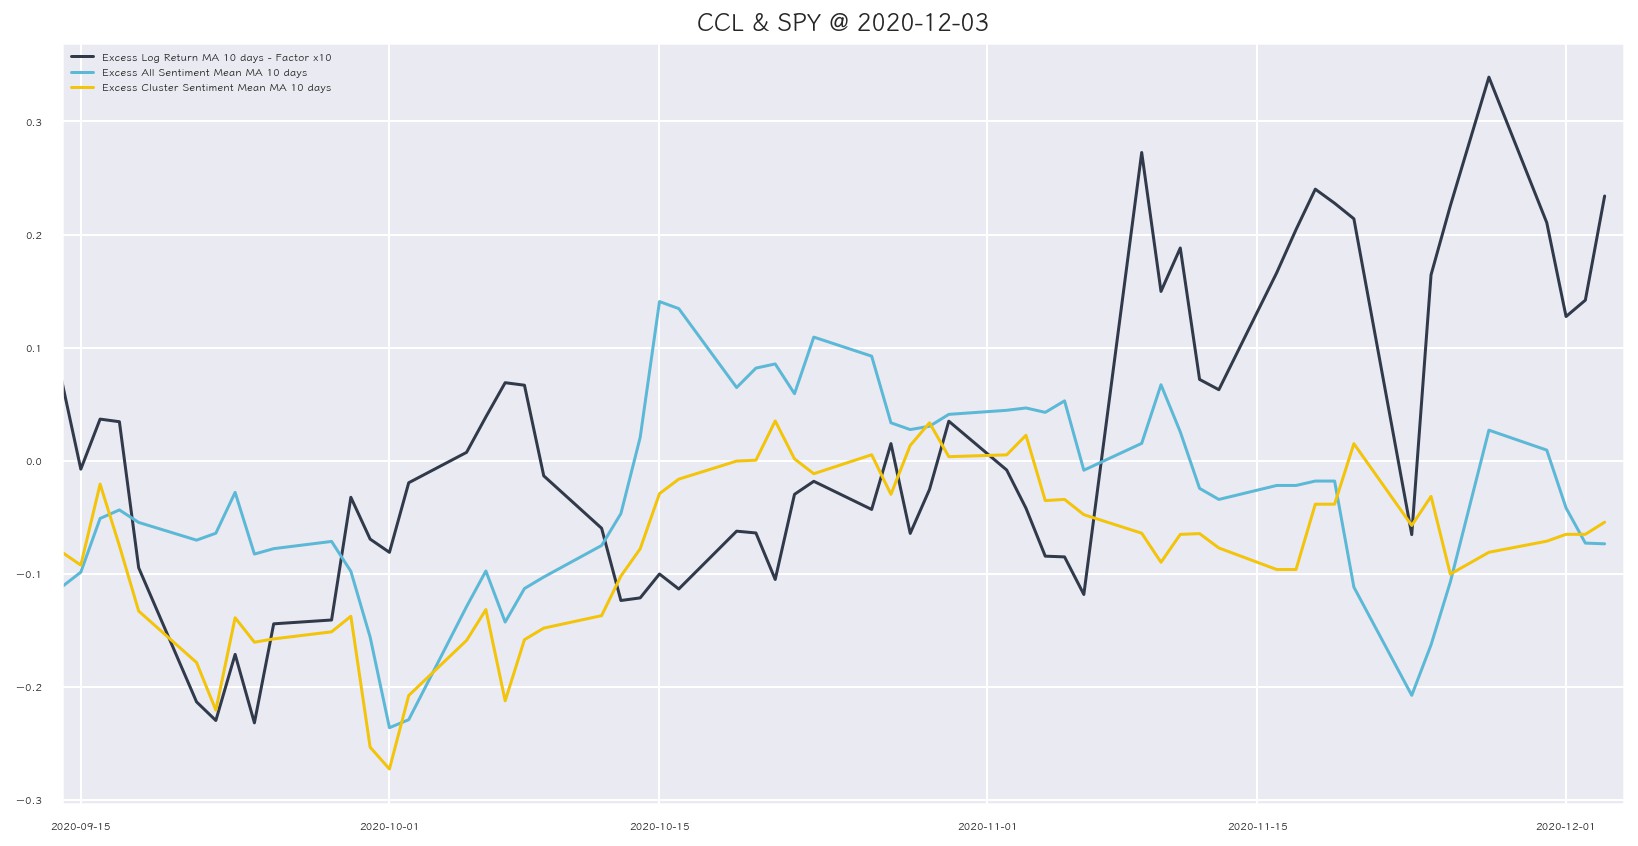 CCL & SPY @ 2020-12-03
Excess Log Return MA 10 days - Factor x10
Excess All Sentiment Mean MA 10 days
Excess Cluster Sentiment Mean MA 10 days
0.3
0.2
0.1
0.0
−0.1
−0.2
−0.3
2020-09-15 2020-10-01 2020-10-15 2020-11-01 2020-11-15 2020-12-01